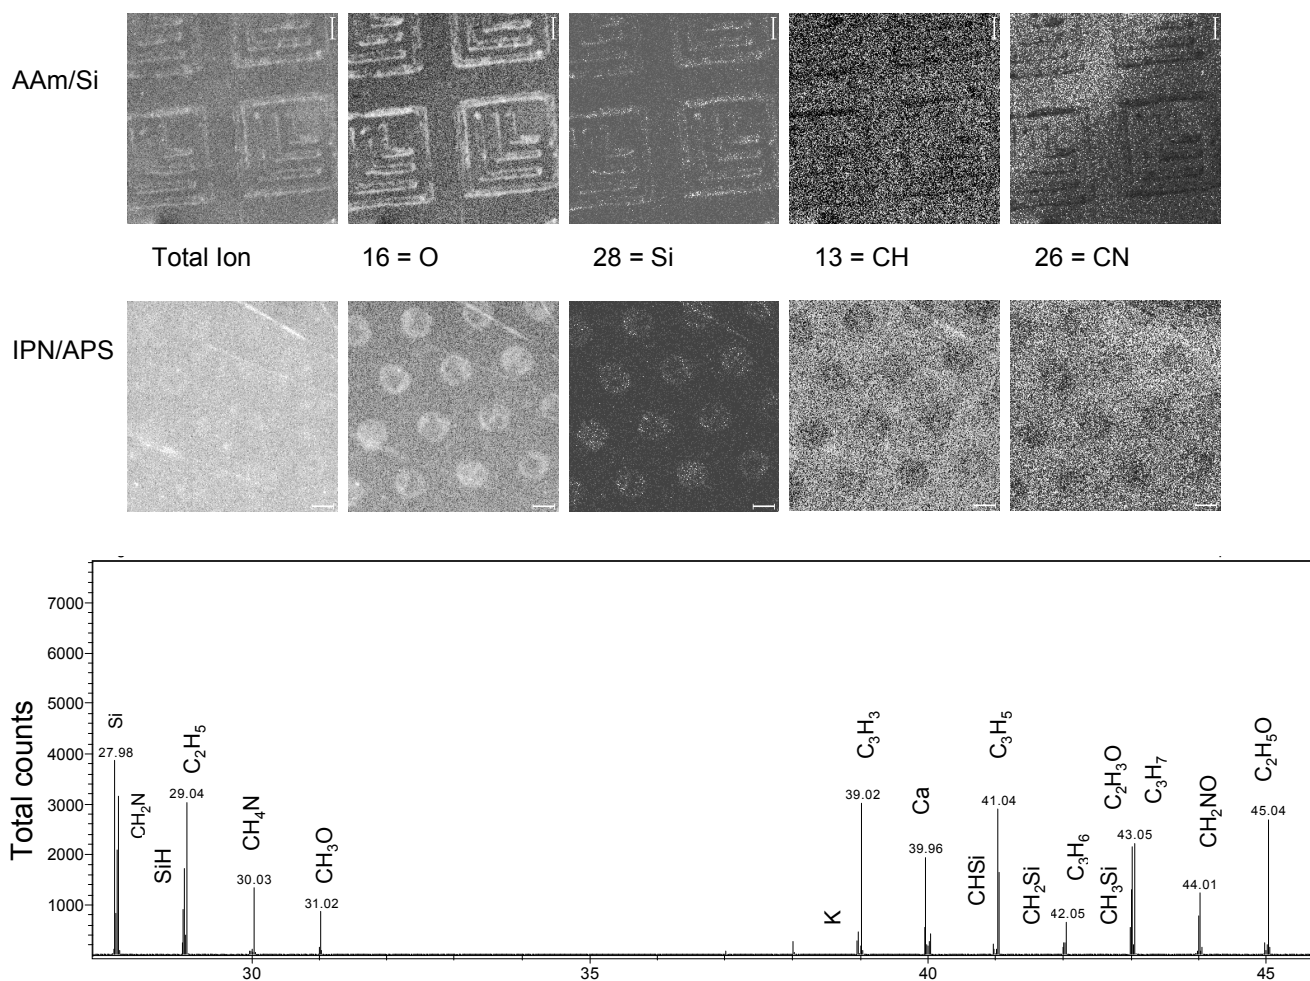 AAm/Si
Total Ion
16 = O
28 = Si
13 = CH
26 = CN
IPN/APS
Total counts
7000
6000
5000
4000
3000
2000
1000
Si
27.98
CH₂N
SiH
C₂H₅
29.04
CH₄N
30.03
CH₃O
31.02
K
C₃H₃
39.02
Ca
39.96
CHSi
C₃H₅
41.04
CH₂Si
C₃H₆
42.05
CH₃Si
C₂H₃O
C₃H₇
43.05
CH₂NO
44.01
C₂H₅O
45.04
30
35
40
45